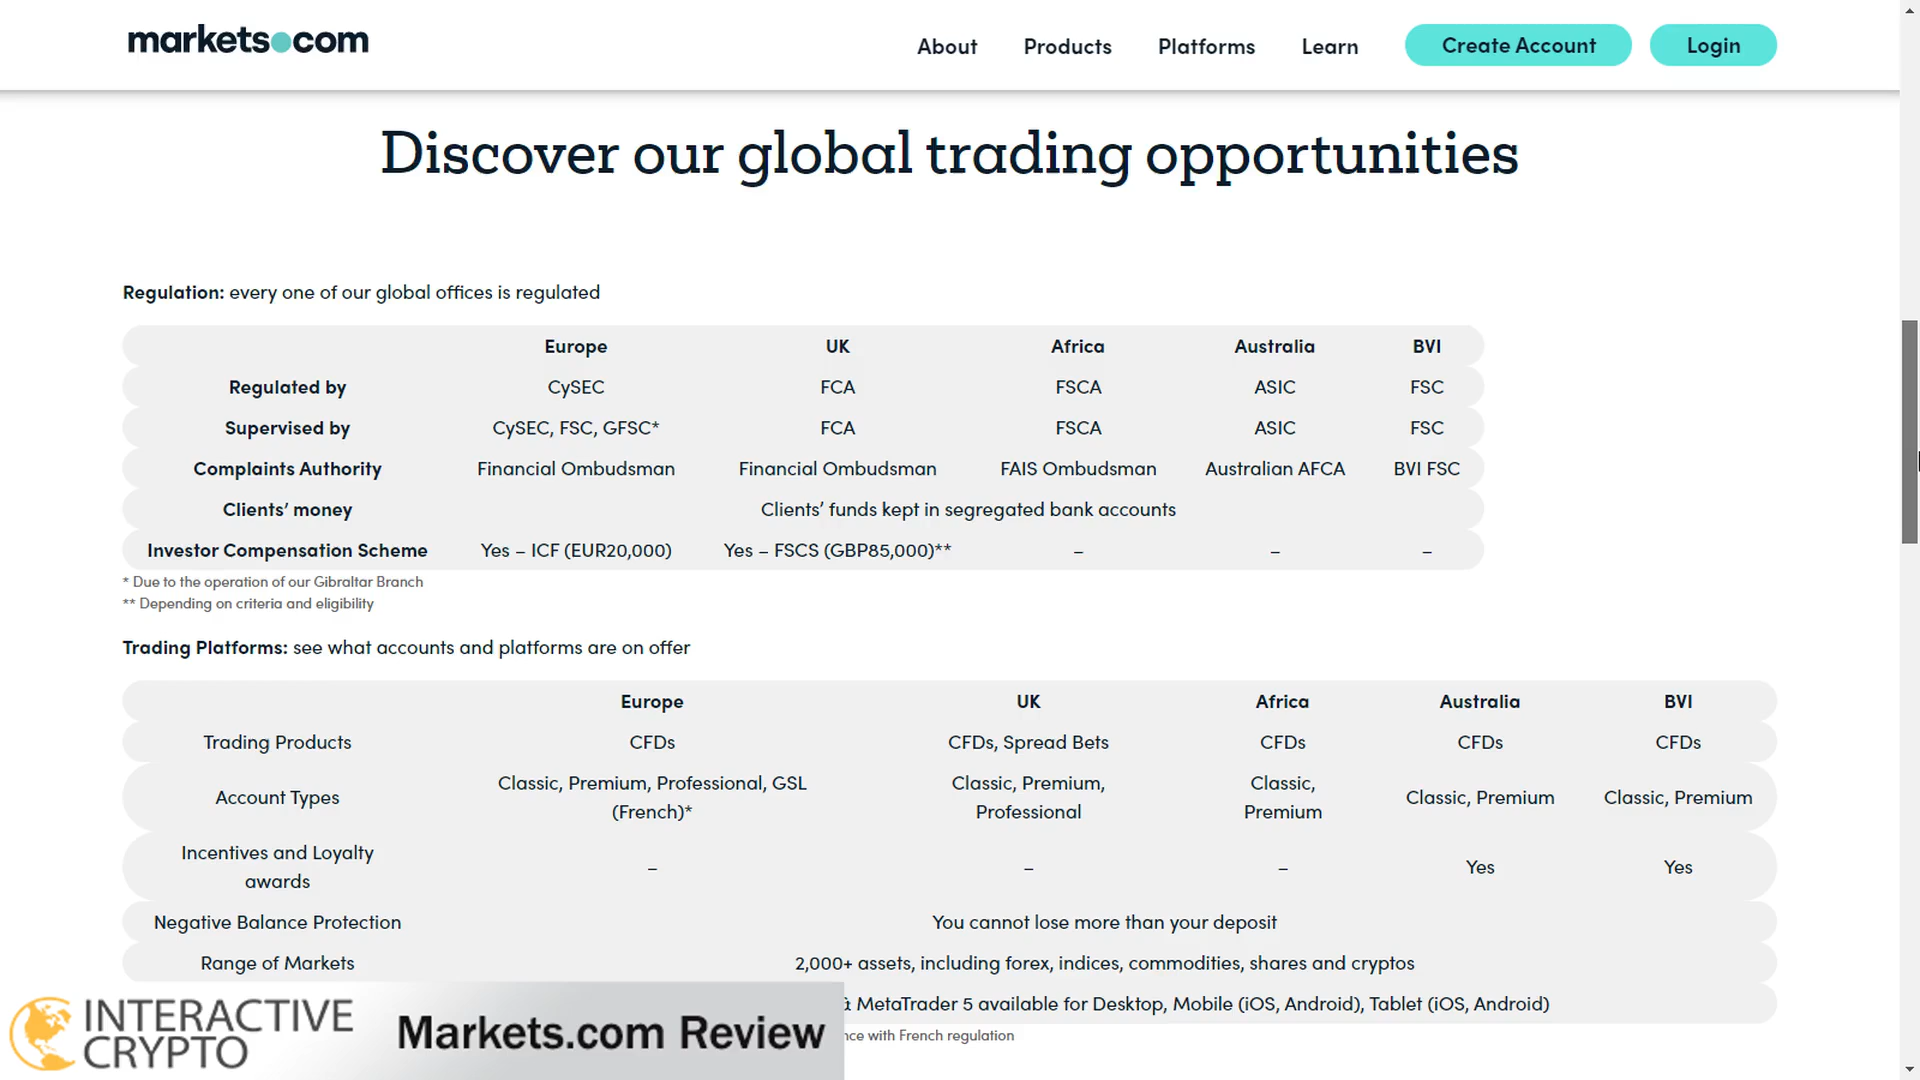 markets.com
About Products Platforms Learn Create Account Login
Discover our global trading opportunities
Regulation: every one of our global offices is regulated
Europe UK Africa Australia BVI
Regulated by CySEC FCA FSCA ASIC FSC
Supervised by CySEC, FSC, GFSC* FCA FSCA ASIC FSC
Complaints Authority Financial Ombudsman Financial Ombudsman FAIS Ombudsman Australian AFCA BVI FSC
Clients’ money Clients’ funds kept in segregated bank accounts
Investor Compensation Scheme Yes – ICF (EUR20,000) Yes – FSCS (GBP85,000)** – – –
* Due to the operation of our Gibraltar Branch
** Depending on criteria and eligibility
Trading Platforms: see what accounts and platforms are on offer
Europe UK Africa Australia BVI
Trading Products CFDs CFDs, Spread Bets CFDs CFDs CFDs
Account Types Classic, Premium, Professional, GSL (French)* Classic, Premium, Professional Classic, Premium Classic, Premium Classic, Premium
Incentives and Loyalty awards – – – Yes Yes
Negative Balance Protection You cannot lose more than your deposit
Range of Markets 2,000+ assets, including forex, indices, commodities, shares and cryptos
MetaTrader 5 available for Desktop, Mobile (iOS, Android), Tablet (iOS, Android)
with French regulation
INTERACTIVE
CRYPTO
Markets.com Review